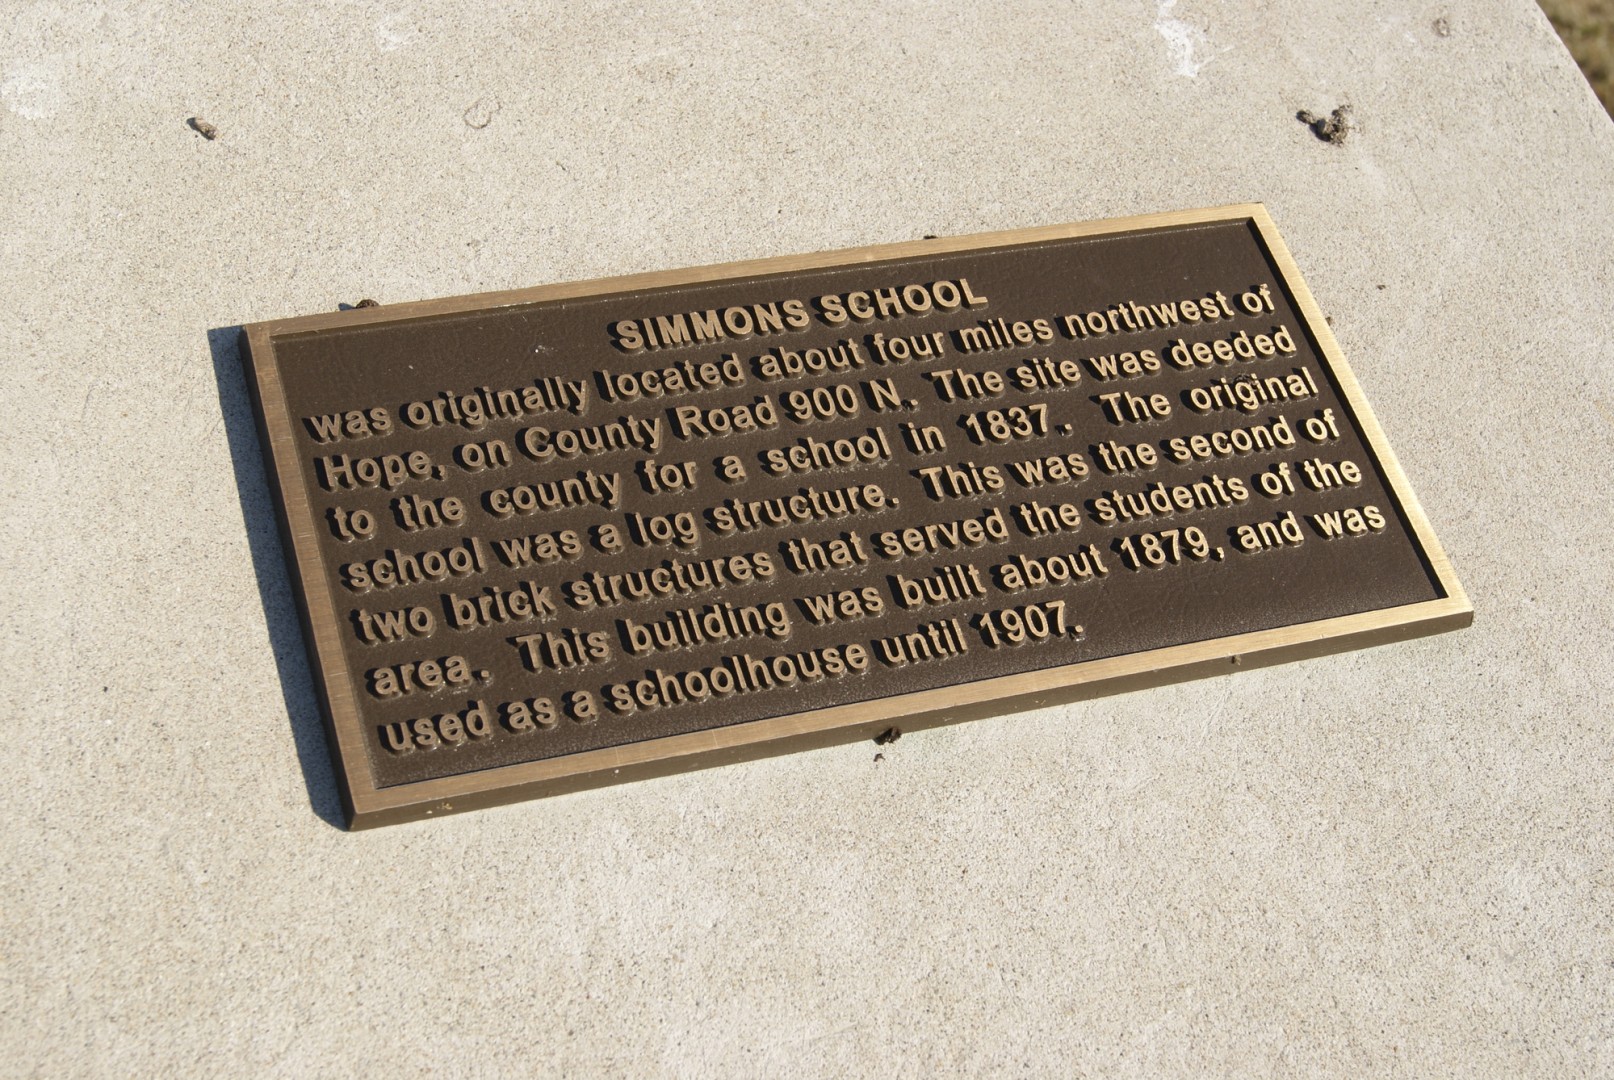 SIMMONS SCHOOL
was originally located about four miles northwest of
Hope, on County Road 900 N. The site was deeded
to the county for a school in 1837. The original
school was a log structure. This was the second of
two brick structures that served the students of the
area. This building was built about 1879, and was
used as a schoolhouse until 1907.